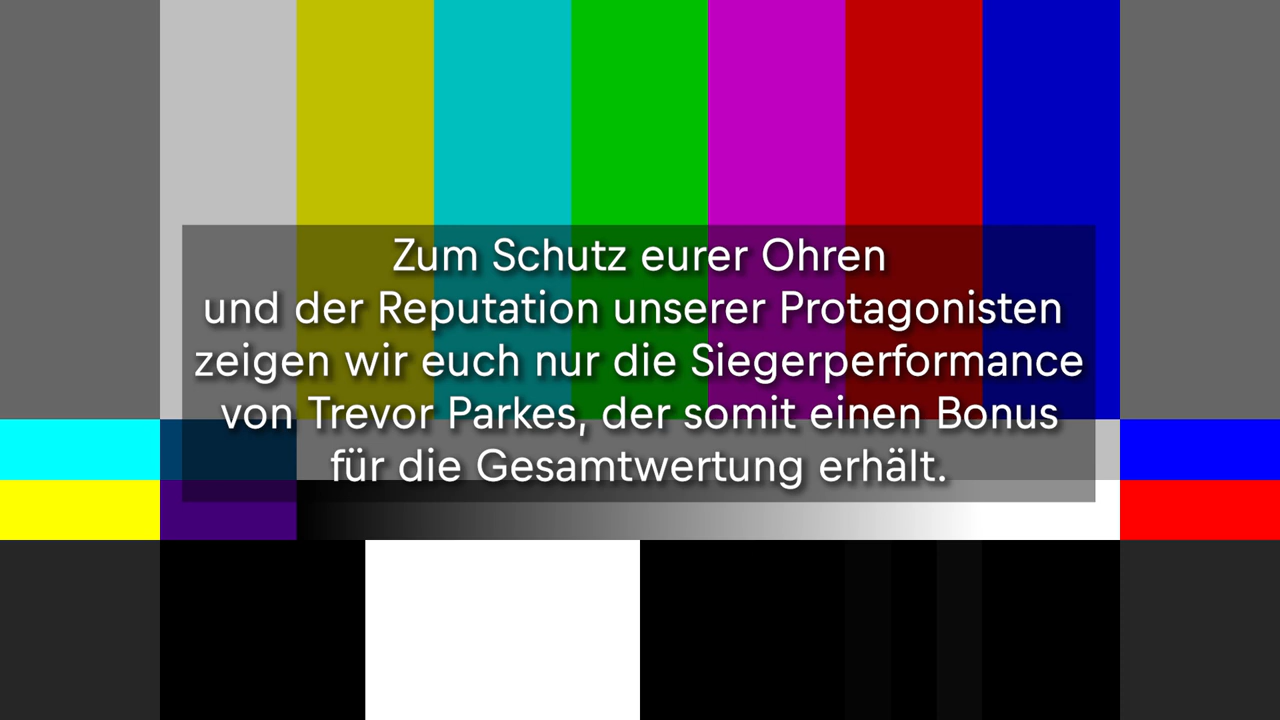 Zum Schutz eurer Ohren
und der Reputation unserer Protagonisten
zeigen wir euch nur die Siegerperformance
von Trevor Parkes, der somit einen Bonus
für die Gesamtwertung erhält.